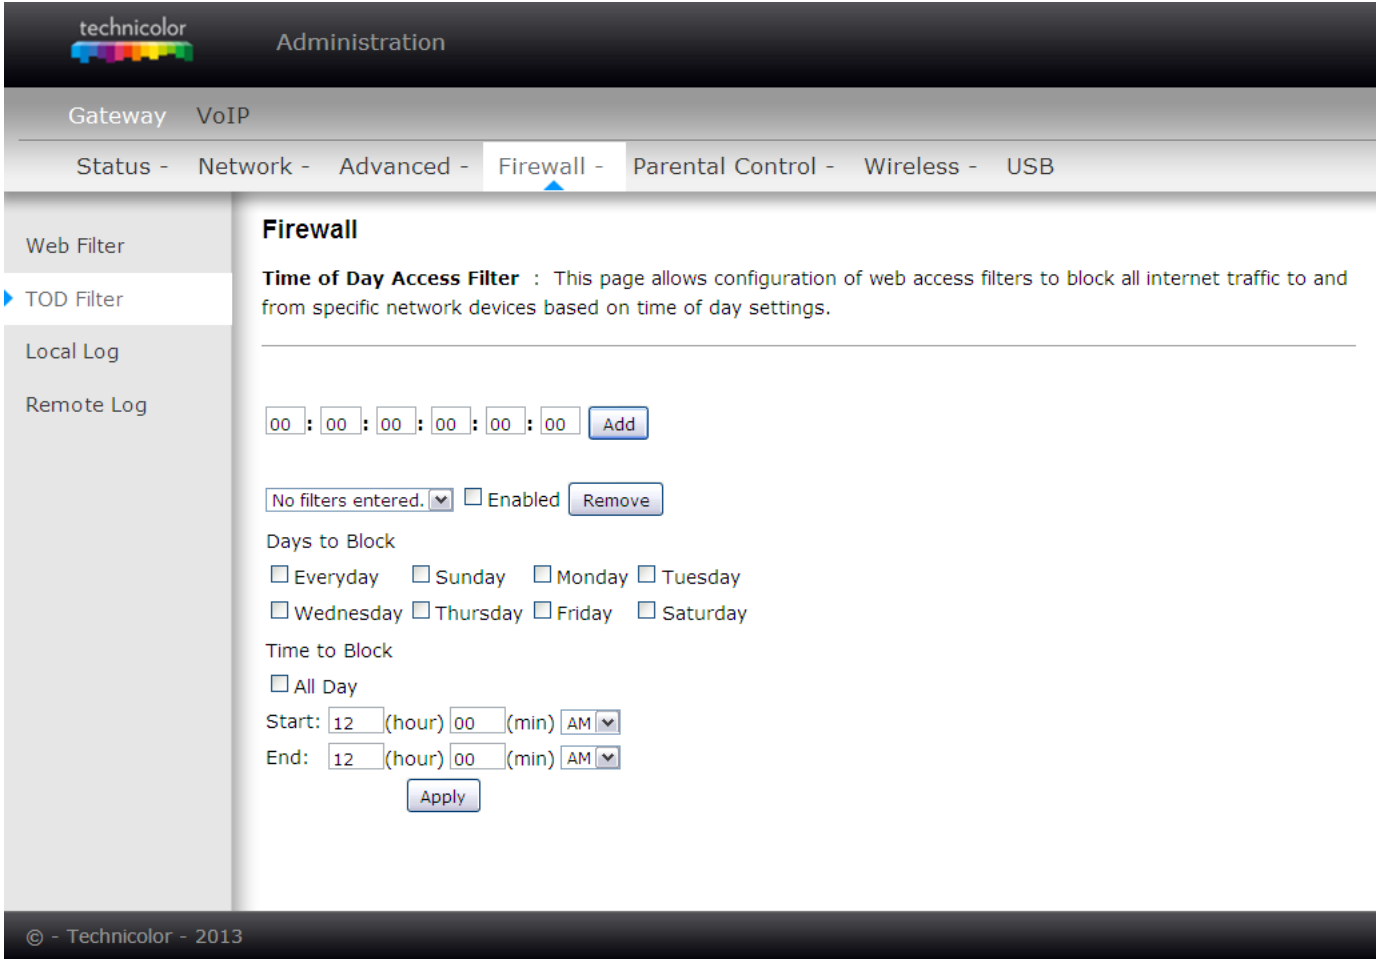 technicolor
Administration
Gateway VoIP
Status - Network - Advanced - Firewall - Parental Control - Wireless - USB
Web Filter
TOD Filter
Local Log
Remote Log
Firewall
Time of Day Access Filter : This page allows configuration of web access filters to block all internet traffic to and
from specific network devices based on time of day settings.
00 : 00 : 00 : 00 : 00 : 00 Add
No filters entered. Enabled Remove
Days to Block
Everyday Sunday Monday Tuesday
Wednesday Thursday Friday Saturday
Time to Block
All Day
Start: 12 (hour) 00 (min) AM
End: 12 (hour) 00 (min) AM
Apply
© - Technicolor - 2013